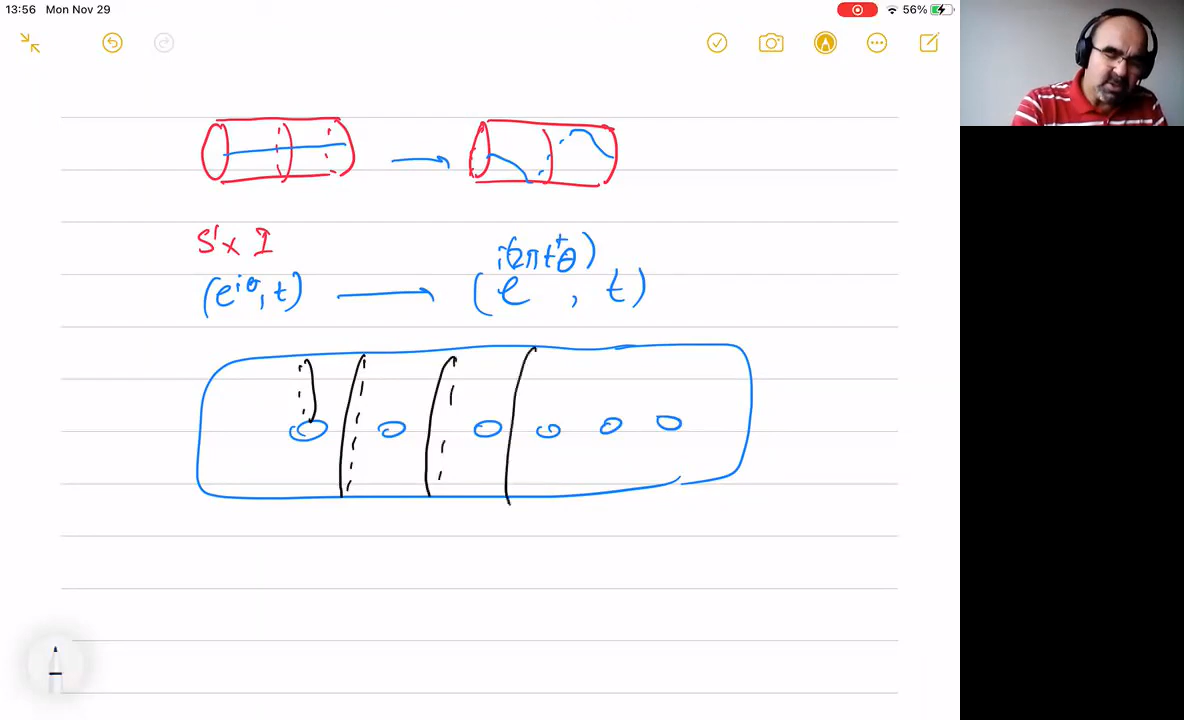 13:56 Mon Nov 29
56%
S¹ × I
(e^{iθ}, t) → (e^{i(2πt+θ)}, t)